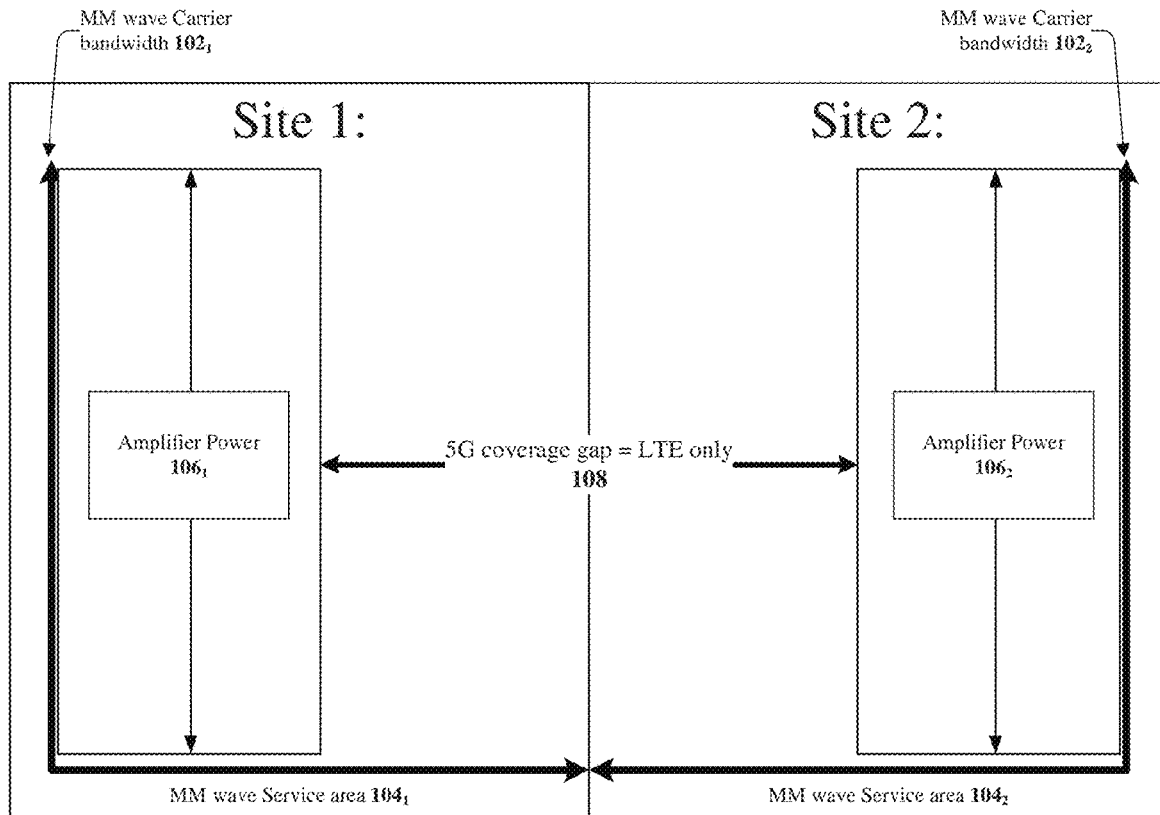 MM wave Carrier
bandwidth 102₁
MM wave Carrier
bandwidth 102₂
Site 1:
Site 2:
Amplifier Power
106₁
5G coverage gap = LTE only
108
Amplifier Power
106₂
MM wave Service area 104₁
MM wave Service area 104₂